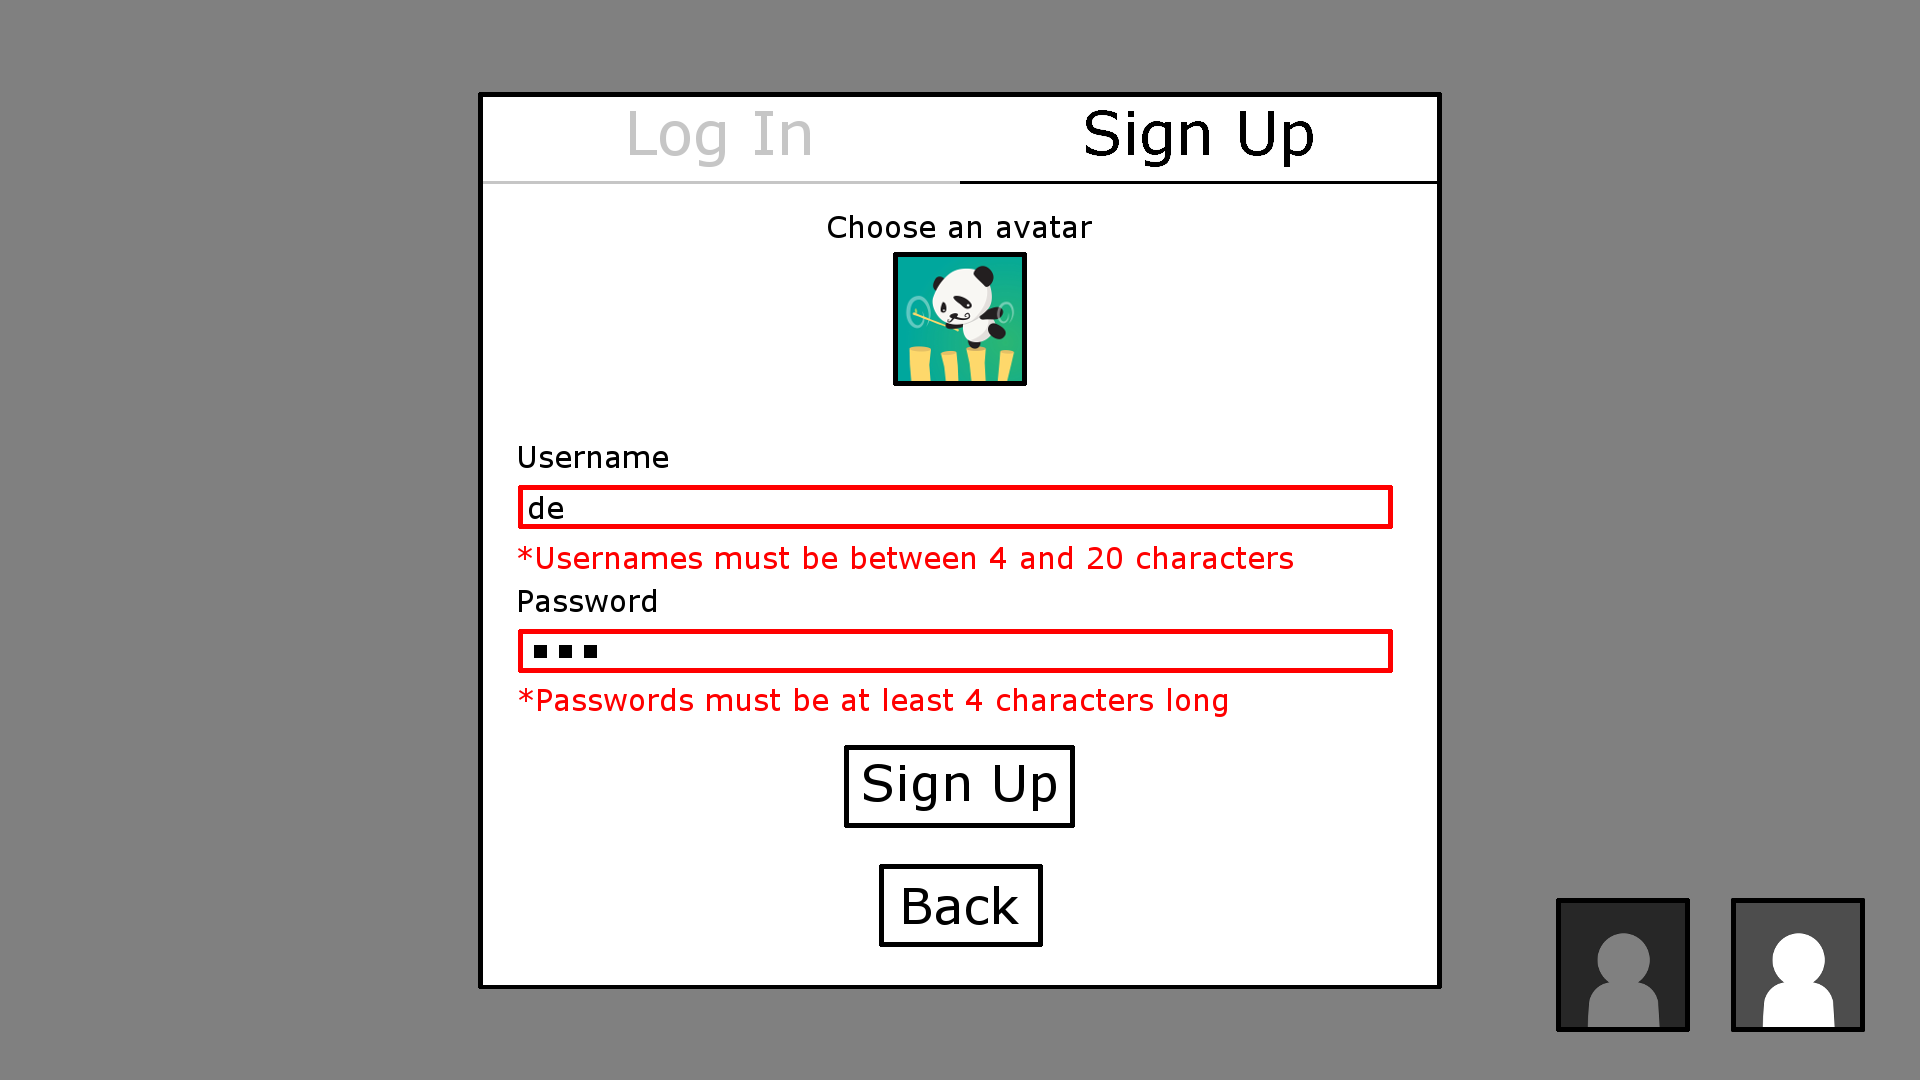 Log In
Sign Up
Choose an avatar
Username
de
*Usernames must be between 4 and 20 characters
Password
*Passwords must be at least 4 characters long
Sign Up
Back